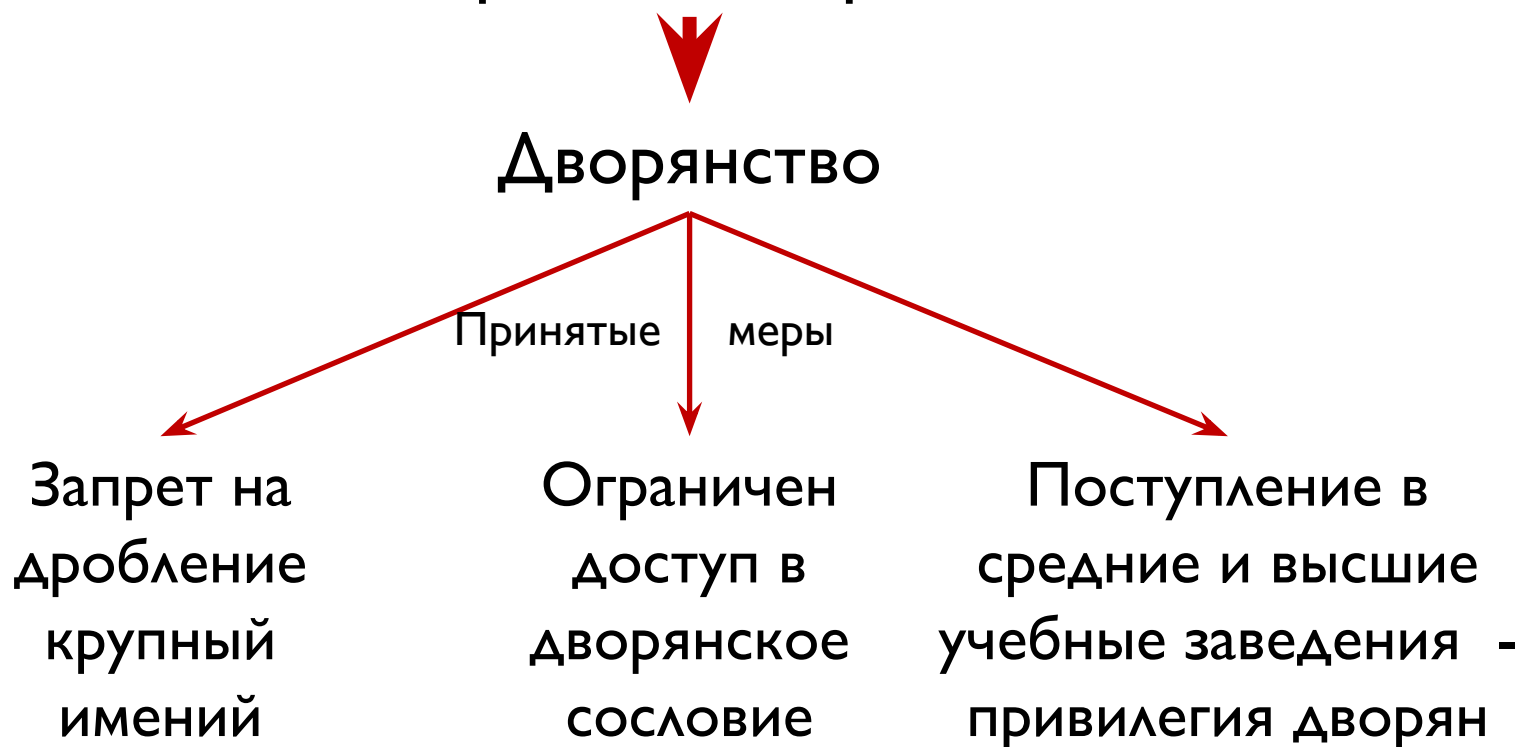 Дворянство
Принятые меры
Запрет на
дробление
крупный
имений
Ограничен
доступ в
дворянское
сословие
Поступление в
средние и высшие
учебные заведения -
привилегия дворян